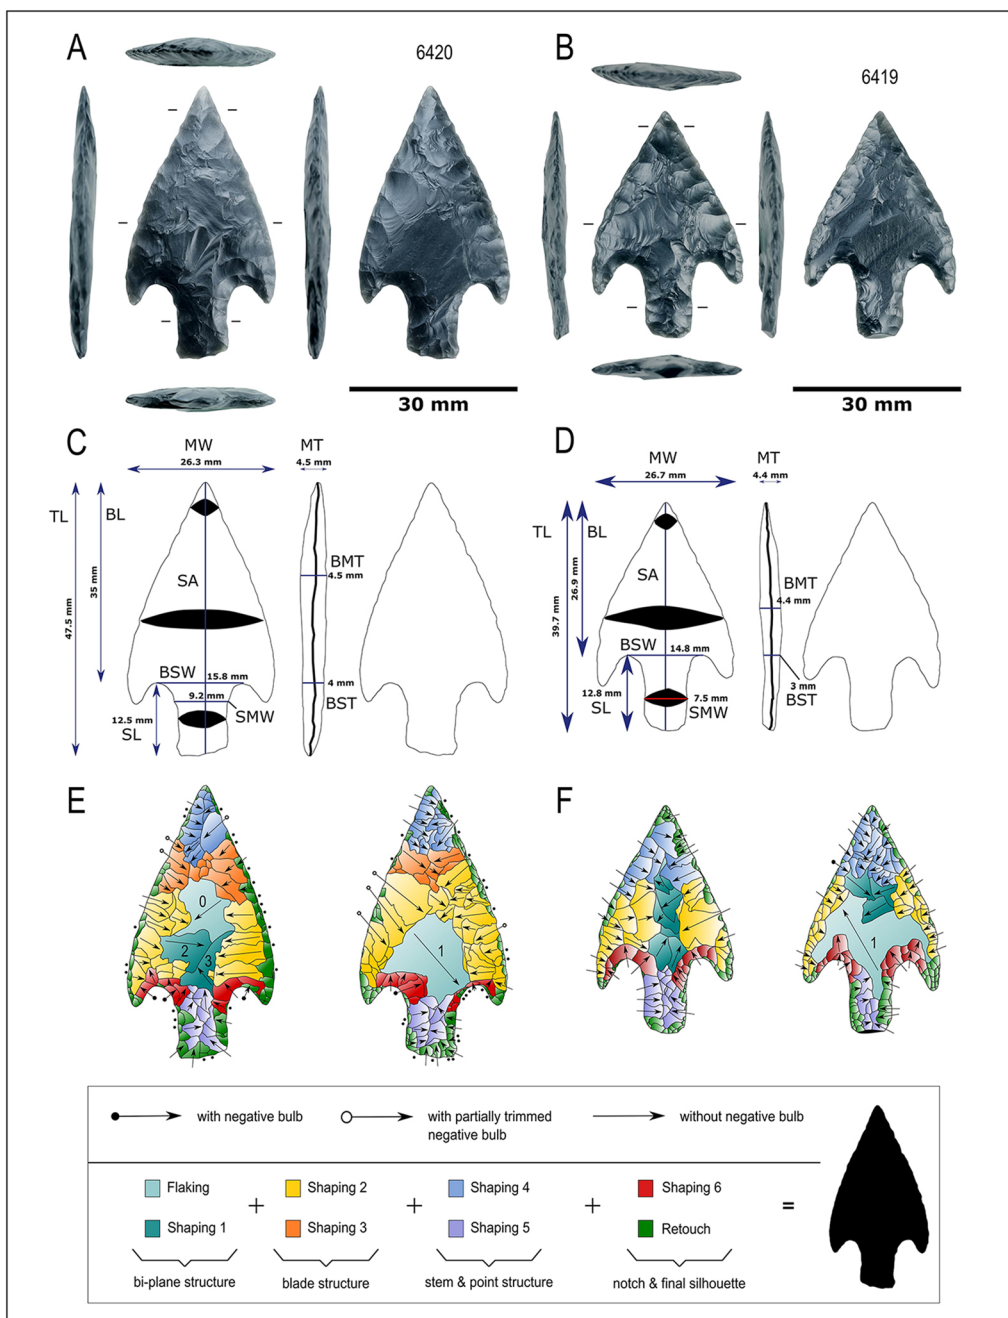 A
6420
B
6419
30 mm
30 mm
C
MW
26.3 mm
MT
4.5 mm
TL
BL
47.5 mm
35 mm
SA
BMT
4.5 mm
BSW
15.8 mm
9.2 mm
SMW
12.5 mm
SL
4 mm
BST
D
MW
26.7 mm
MT
4.4 mm
TL
BL
39.7 mm
26.9 mm
SA
BMT
4.4 mm
BSW
14.8 mm
12.8 mm
SL
7.5 mm
SMW
3 mm
BST
E
0
2
3
1
F
1
with negative bulb
with partially trimmed
negative bulb
without negative bulb
Flaking
Shaping 1
bi-plane structure
+
Shaping 2
Shaping 3
blade structure
+
Shaping 4
Shaping 5
stem & point structure
+
Shaping 6
Retouch
notch & final silhouette
=